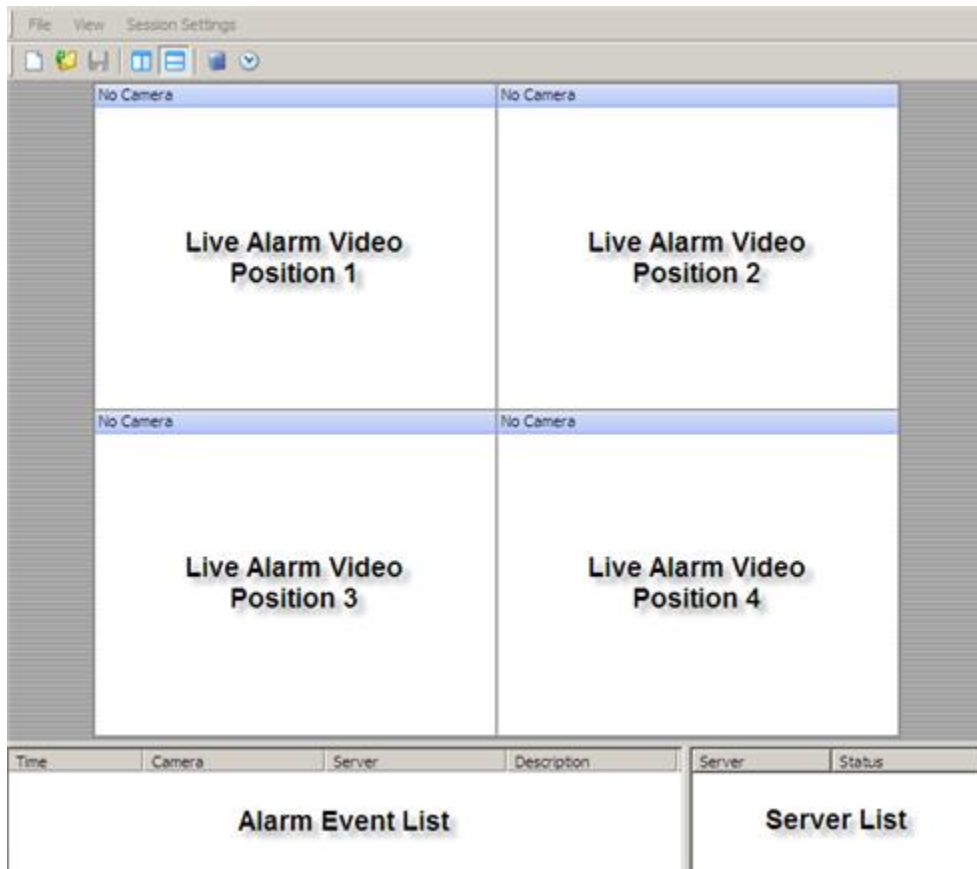 File View Session Settings
No Camera No Camera
Live Alarm Video
Position 1
Live Alarm Video
Position 2
No Camera No Camera
Live Alarm Video
Position 3
Live Alarm Video
Position 4
Time Camera Server Description Server Status
Alarm Event List
Server List